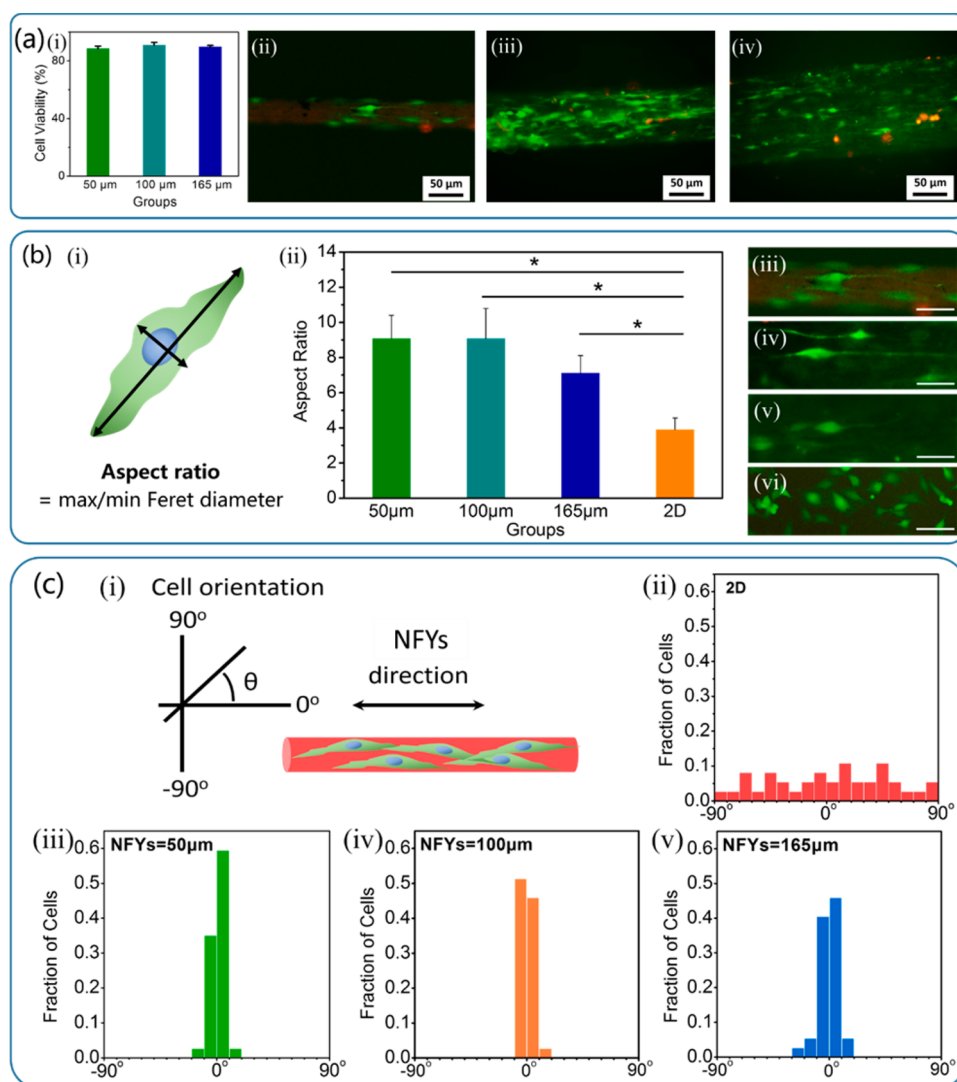 (a)
(i)
Cell Viability (%)
80
40
0
50 μm 100 μm 165 μm
Groups
(ii)
50 μm
(iii)
50 μm
(iv)
50 μm
(b)
(i)
Aspect ratio
= max/min Feret diameter
(ii)
Aspect Ratio
14
12
10
8
6
4
2
0
*
*
*
50μm 100μm 165μm 2D
Groups
(iii)
(iv)
(v)
(vi)
(c)
(i)
Cell orientation
90°
θ
0°
-90°
NFYs
direction
(ii)
2D
Fraction of Cells
0.6
0.5
0.4
0.3
0.2
0.1
0.0
-90° 0° 90°
(iii)
NFYs=50μm
Fraction of Cells
0.6
0.5
0.4
0.3
0.2
0.1
0.0
-90° 0° 90°
(iv)
NFYs=100μm
Fraction of Cells
0.6
0.5
0.4
0.3
0.2
0.1
0.0
-90° 0° 90°
(v)
NFYs=165μm
Fraction of Cells
0.6
0.5
0.4
0.3
0.2
0.1
0.0
-90° 0° 90°